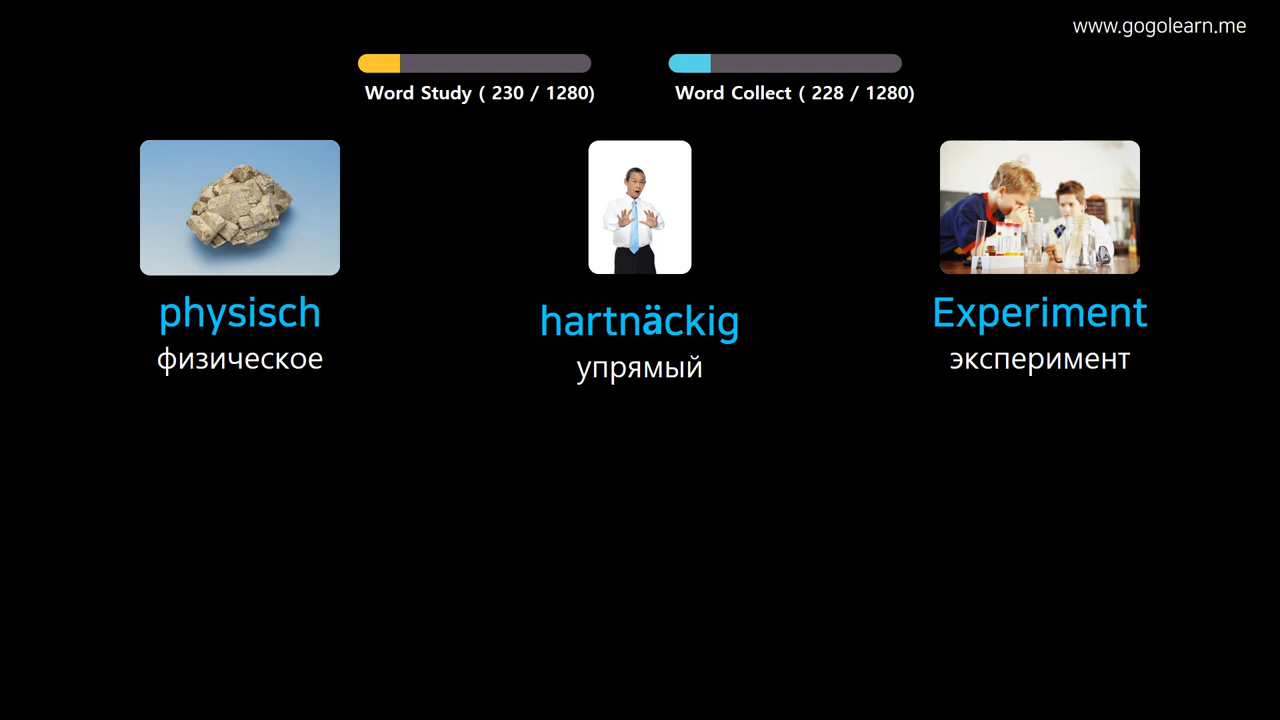 www.gogolearn.me
Word Study ( 230 / 1280)
Word Collect ( 228 / 1280)
physisch
физическое
hartnäckig
упрямый
Experiment
эксперимент